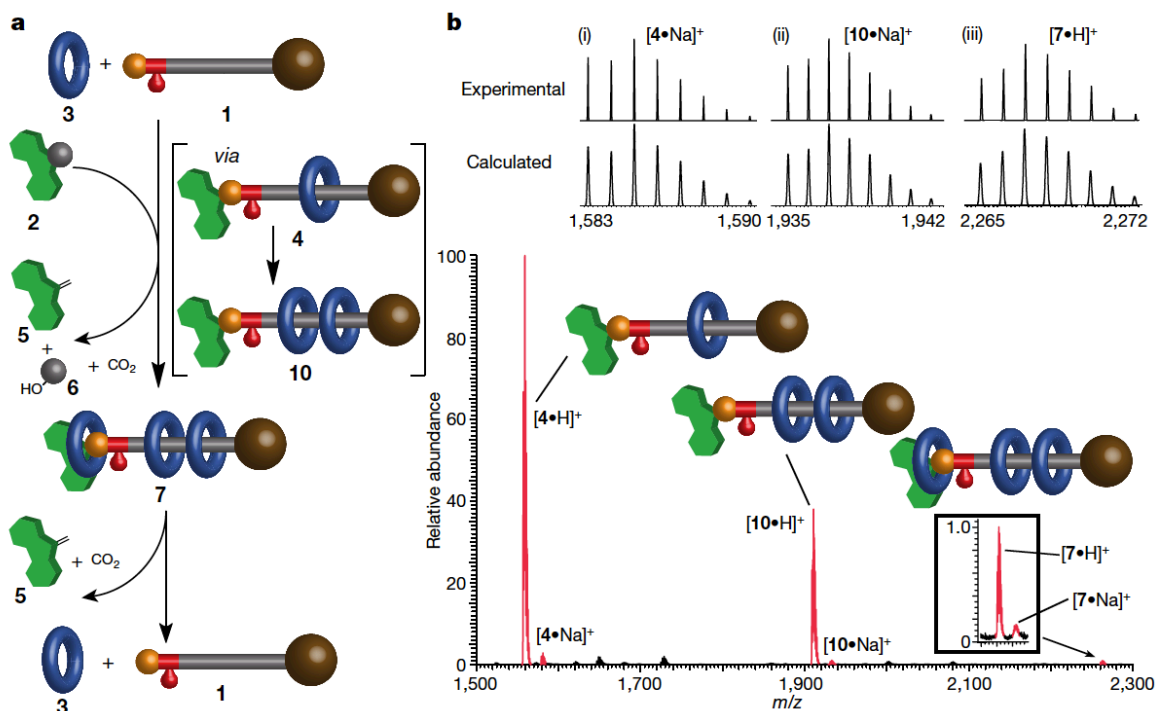 a
3
+
1
2
via
4
5
+
HO
6
+ CO₂
10
7
5
+ CO₂
3
+
1
b
(i)
[4•Na]⁺
(ii)
[10•Na]⁺
(iii)
[7•H]⁺
Experimental
Calculated
1,583
1,590
1,935
1,942
2,265
2,272
Relative abundance
100
80
60
40
20
0
[4•H]⁺
[4•Na]⁺
[10•H]⁺
[10•Na]⁺
1.0
0
[7•H]⁺
[7•Na]⁺
1,500
1,700
1,900
2,100
2,300
m/z